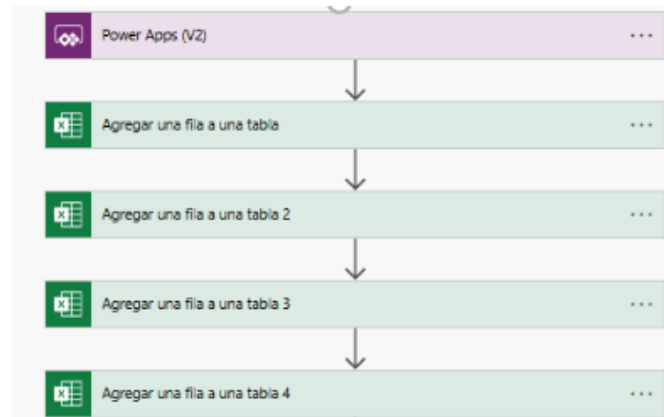 Power Apps (V2)
Agregar una fila a una tabla
Agregar una fila a una tabla 2
Agregar una fila a una tabla 3
Agregar una fila a una tabla 4